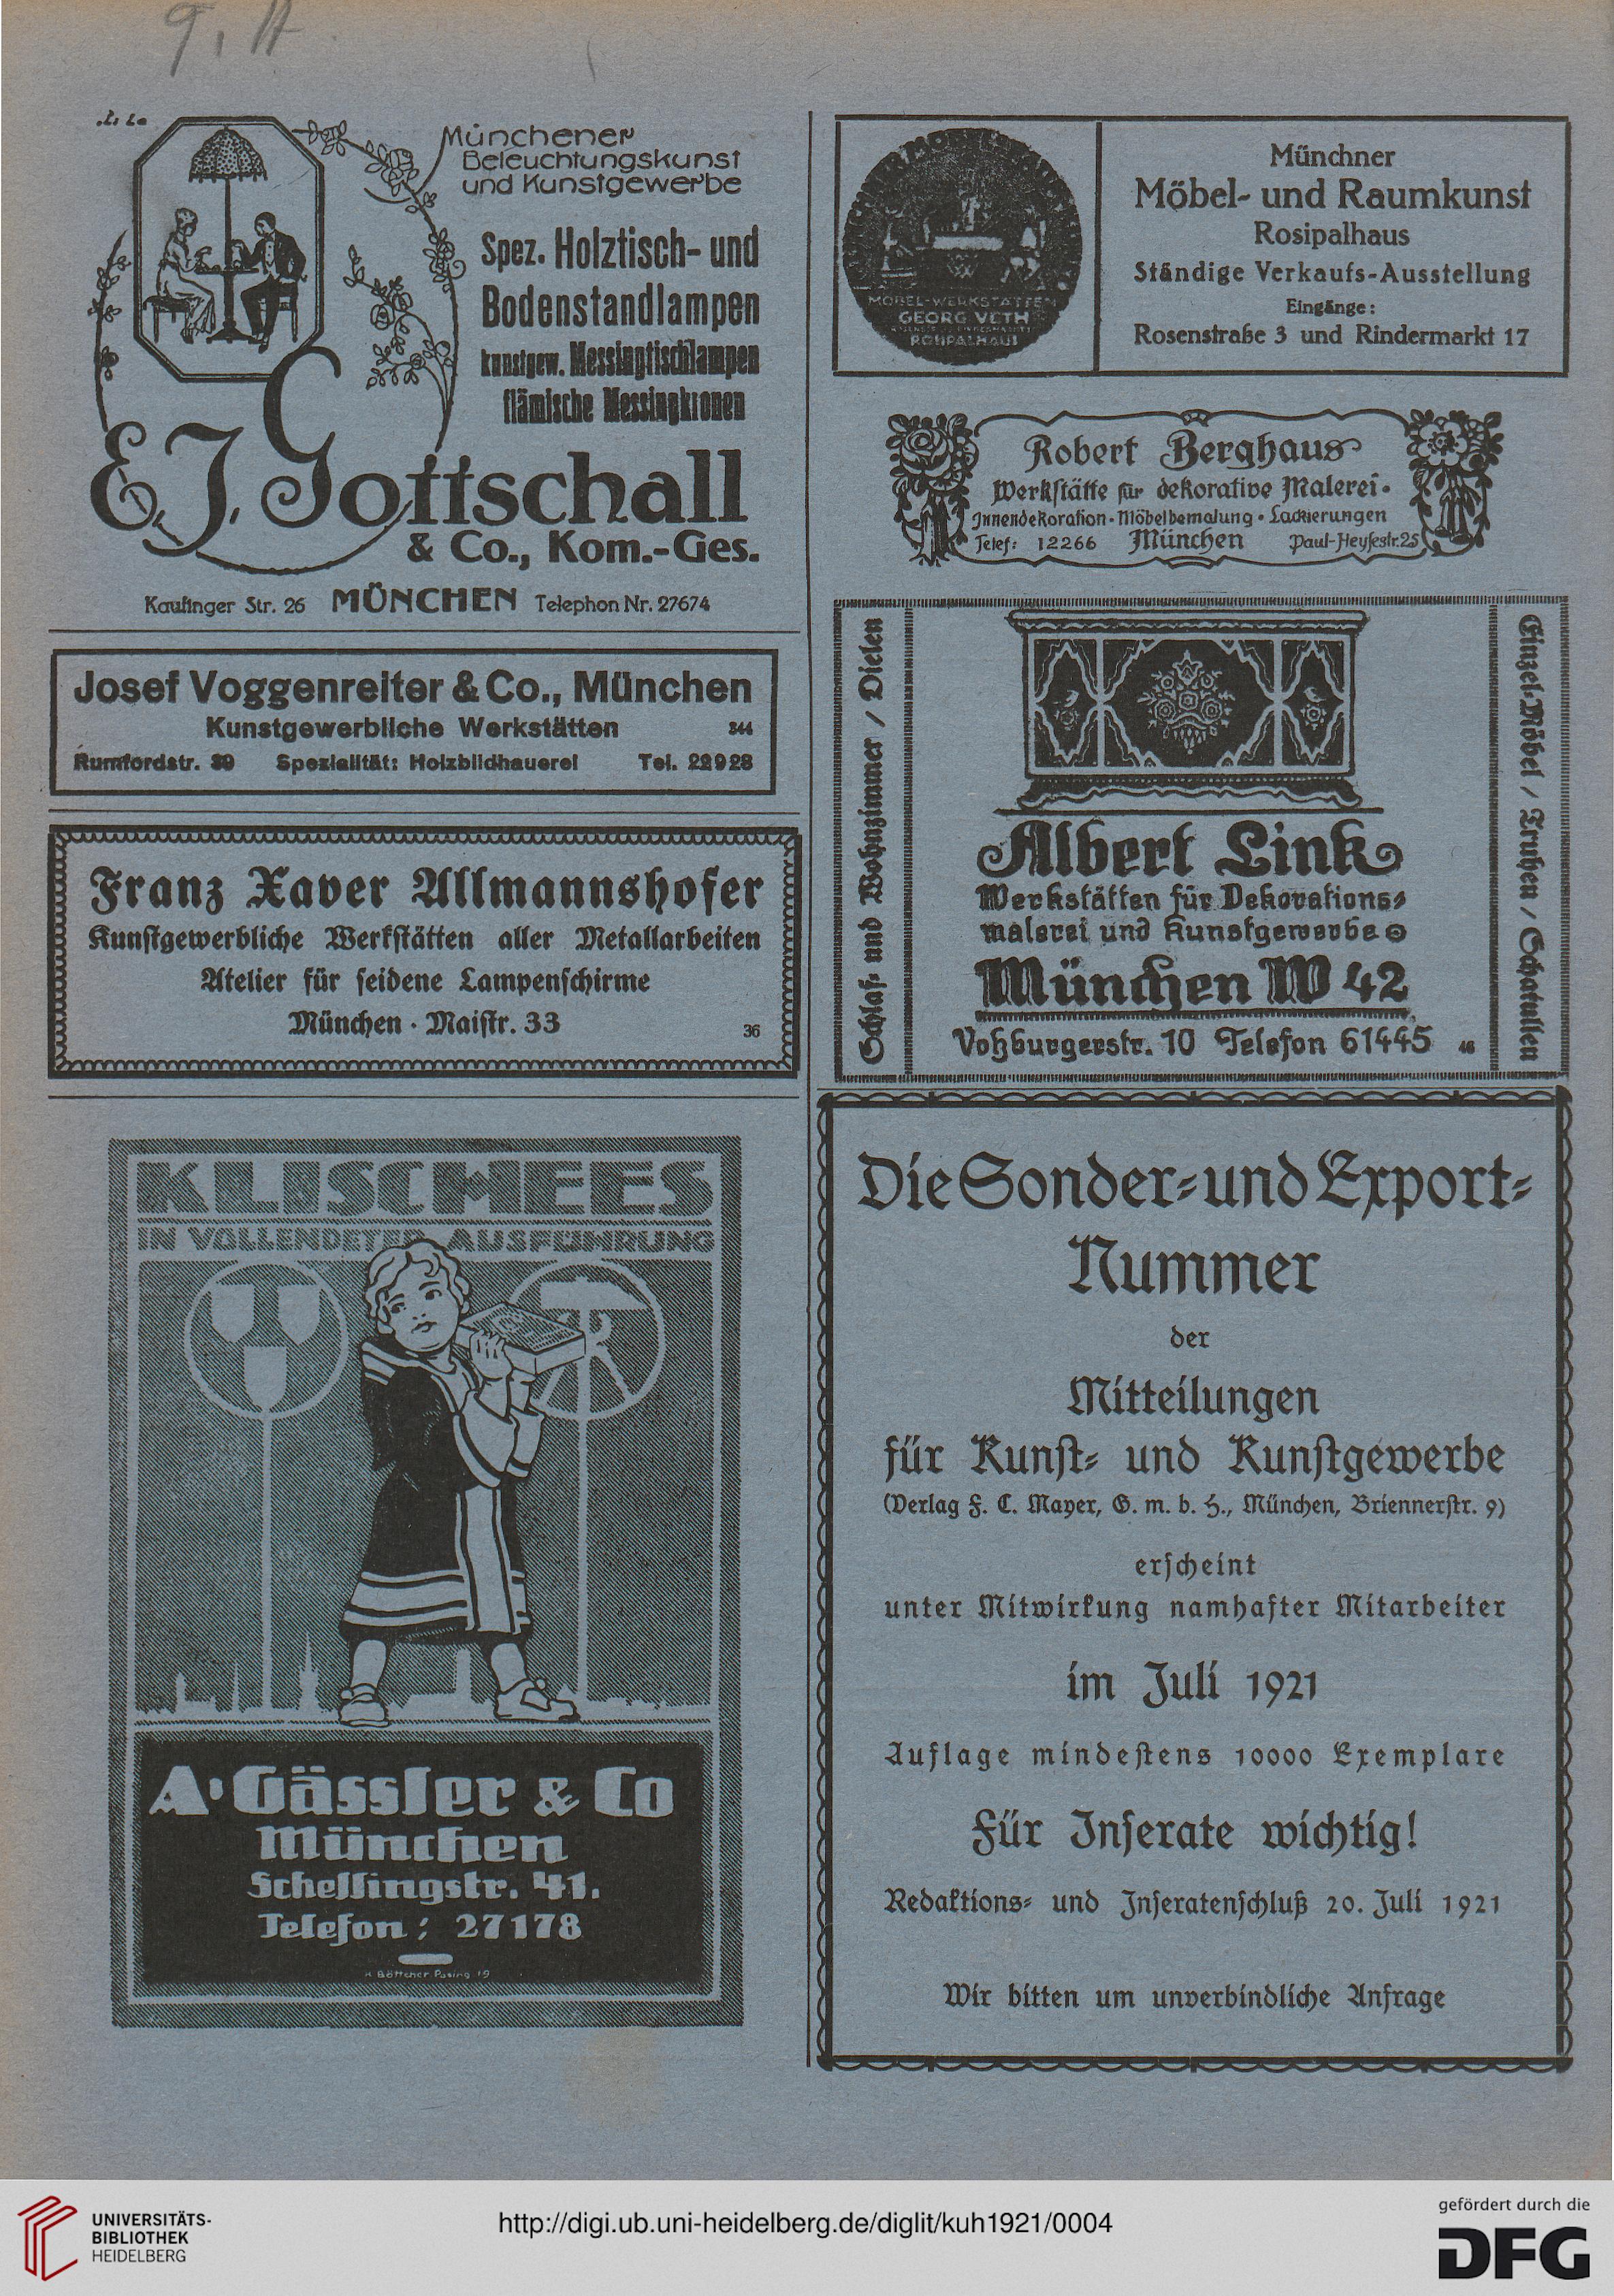 9. H
Münchener
Beleuchtungskunst
und Kunstgewerbe
Spez. Holztisch- und
Bodenstandlampen
kunstgew. Messingtischlampen
flämische Messingkronen
E. J. Gottschall
& Co., Kom.-Ges.
Kaufinger Str. 26 MÜNCHEN Telephon Nr. 27674
Josef Voggenreiter & Co., München
Kunstgewerbliche Werkstätten 344
Rumfordstr. 39 Spezialität: Holzbildhauerei Tel. 22928
Franz Xaver Allmannshofer
Kunstgewerbliche Werkstätten aller Metallarbeiten
Atelier für seidene Lampenschirme
München · Maistr. 33 36
KLISCHEES
IN VOLLENDETER AUSFÜHRUNG
A. Gässler & Co
München
Schellingstr. 41.
Telefon: 27178
Böttcher Pasing 19
MÖBEL-WERKSTÄTTEN
GEORG VETH
ROSIPALHAUS
Münchner
Möbel- und Raumkunst
Rosipalhaus
Ständige Verkaufs-Ausstellung
Eingänge:
Rosenstraße 3 und Rindermarkt 17
Robert Berghaus
Werkstätte für dekorative Malerei.
Innendekoration · Möbelbemalung · Lackierungen
Telef: 12266 München Paul-Heysestr. 25
Schlaf- und Wohnzimmer / Dielen
Albert Link
Werkstätten für Dekorations-
malerei und Kunstgewerbe
München W 42
Vohburgerstr. 10 Telefon 61445 46
Einzel-Möbel / Truhen / Schatullen
Die Sonder- und Export-
Nummer
der
Mitteilungen
für Kunst- und Kunstgewerbe
(Verlag F. C. Mayer, G. m. b. H., München, Briennerstr. 9)
erscheint
unter Mitwirkung namhafter Mitarbeiter
im Juli 1921
Auflage mindestens 10000 Exemplare
Für Inserate wichtig!
Redaktions- und Inseratenschluß 20. Juli 1921
Wir bitten um unverbindliche Anfrage
UNIVERSITÄTS-
BIBLIOTHEK
HEIDELBERG
http://digi.ub.uni-heidelberg.de/diglit/kuh1921/0004
gefördert durch die
DFG